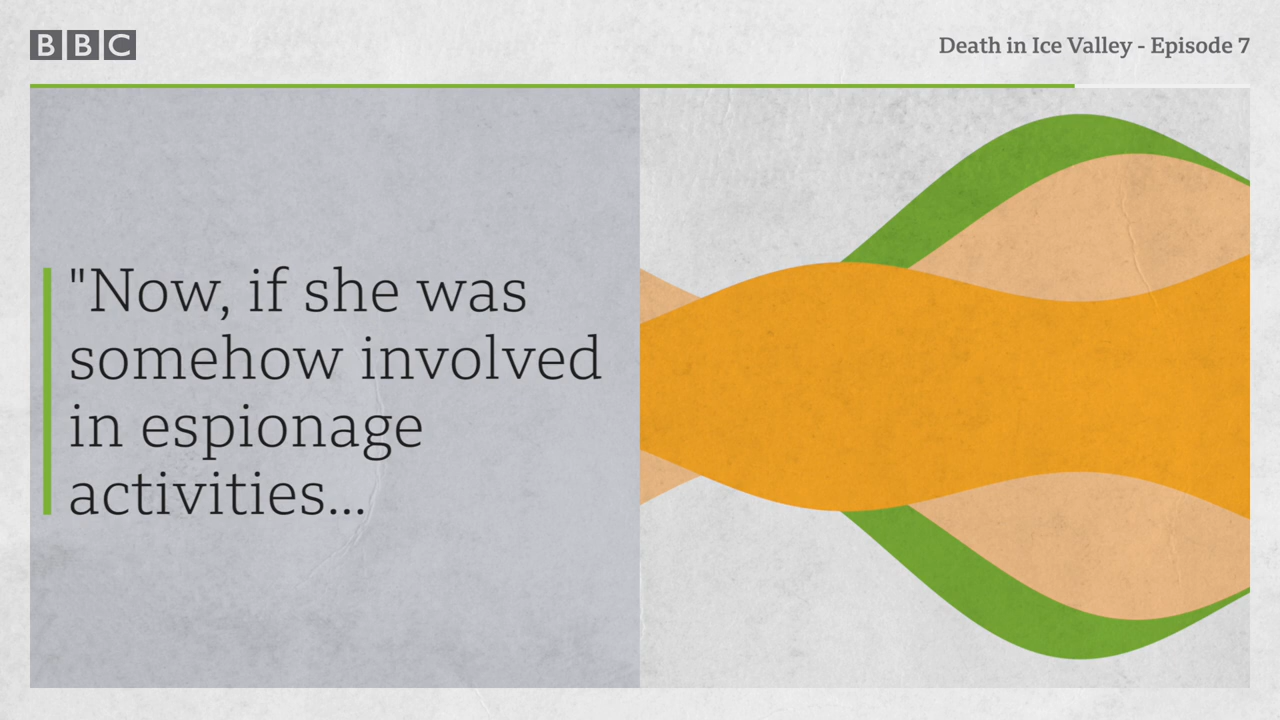 BBC
Death in Ice Valley - Episode 7
"Now, if she was
somehow involved
in espionage
activities...